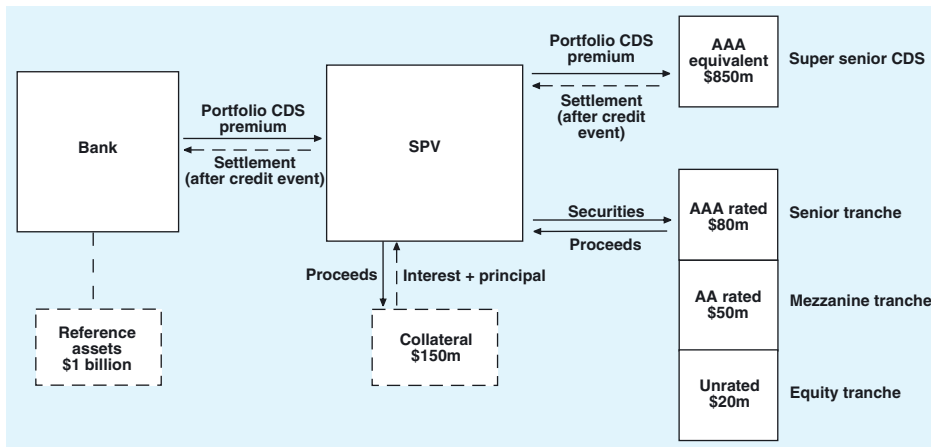 Bank
Reference
assets
$1 billion
Portfolio CDS
premium
Settlement
(after credit event)
SPV
Proceeds
Interest + principal
Collateral
$150m
Portfolio CDS
premium
Settlement
(after credit
event)
Securities
Proceeds
AAA
equivalent
$850m
Super senior CDS
AAA rated
$80m
Senior tranche
AA rated
$50m
Mezzanine tranche
Unrated
$20m
Equity tranche